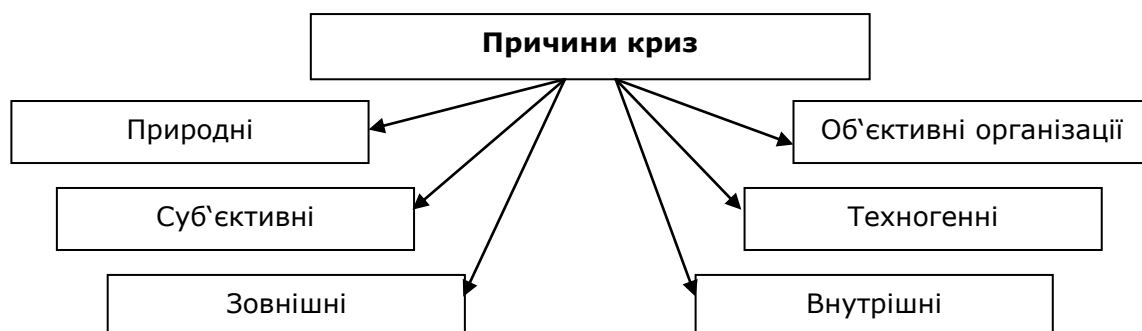 Причини криз
Природні
Об‘єктивні організації
Суб‘єктивні
Техногенні
Зовнішні
Внутрішні